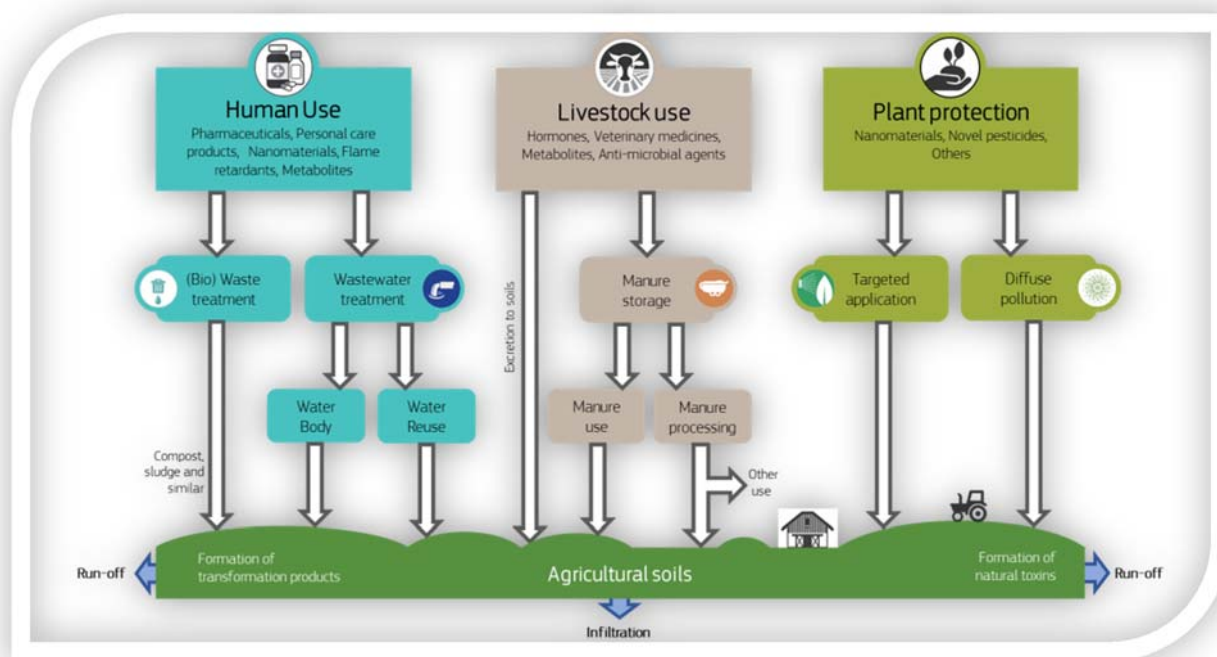 Human Use
Pharmaceuticals, Personal care
products, Nanomaterials, Flame
retardants, Metabolites
Livestock use
Hormones, Veterinary medicines,
Metabolites, Anti-microbial agents
Plant protection
Nanomaterials, Novel pesticides,
Others
(Bio) Waste
treatment
Wastewater
treatment
Excretion to soils
Manure
storage
Targeted
application
Diffuse
pollution
Water
Body
Water
Reuse
Manure
use
Manure
processing
Compost,
sludge and
similar
Other
use
Formation of
transformation products
Agricultural soils
Formation of
natural toxins
Run-off
Run-off
Infiltration